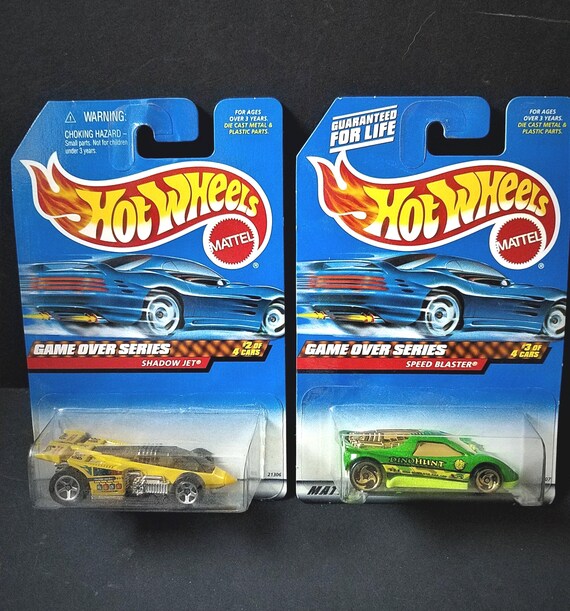 ⚠ WARNING:
CHOKING HAZARD –
Small parts. Not for children
under 3 years.
FOR AGES
OVER 3 YEARS.
DIE CAST METAL &
PLASTIC PARTS.
HOT WHEELS
MATTEL
®
GAME OVER SERIES
#2 OF
4 CARS
SHADOW JET®
GUARANTEED
FOR LIFE
FOR AGES
OVER 3 YEARS.
DIE CAST METAL &
PLASTIC PARTS.
HOT WHEELS
MATTEL
®
GAME OVER SERIES
#3 OF
4 CARS
SPEED BLASTER®
DINOHUNT